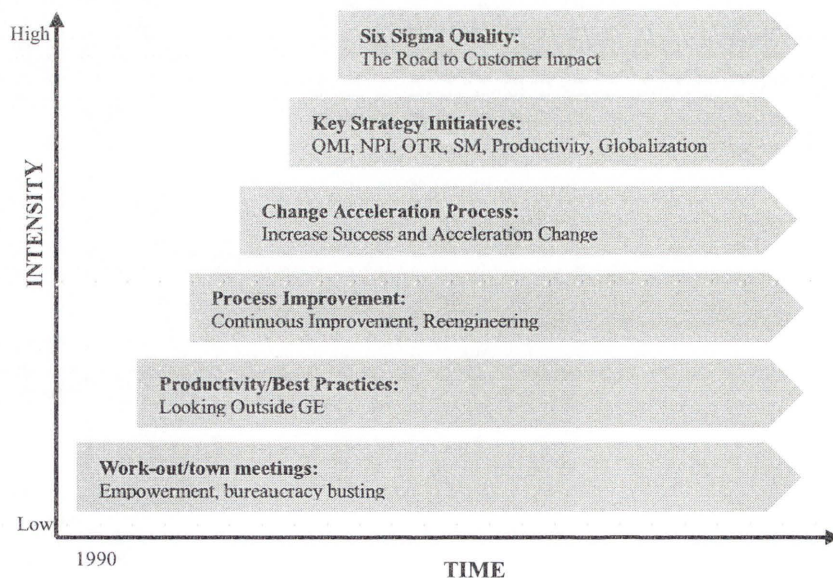 High
Six Sigma Quality:
The Road to Customer Impact
Key Strategy Initiatives:
QMI, NPI, OTR, SM, Productivity, Globalization
INTENSITY
Change Acceleration Process:
Increase Success and Acceleration Change
Process Improvement:
Continuous Improvement, Reengineering
Productivity/Best Practices:
Looking Outside GE
Work-out/town meetings:
Empowerment, bureaucracy busting
Low
1990
TIME